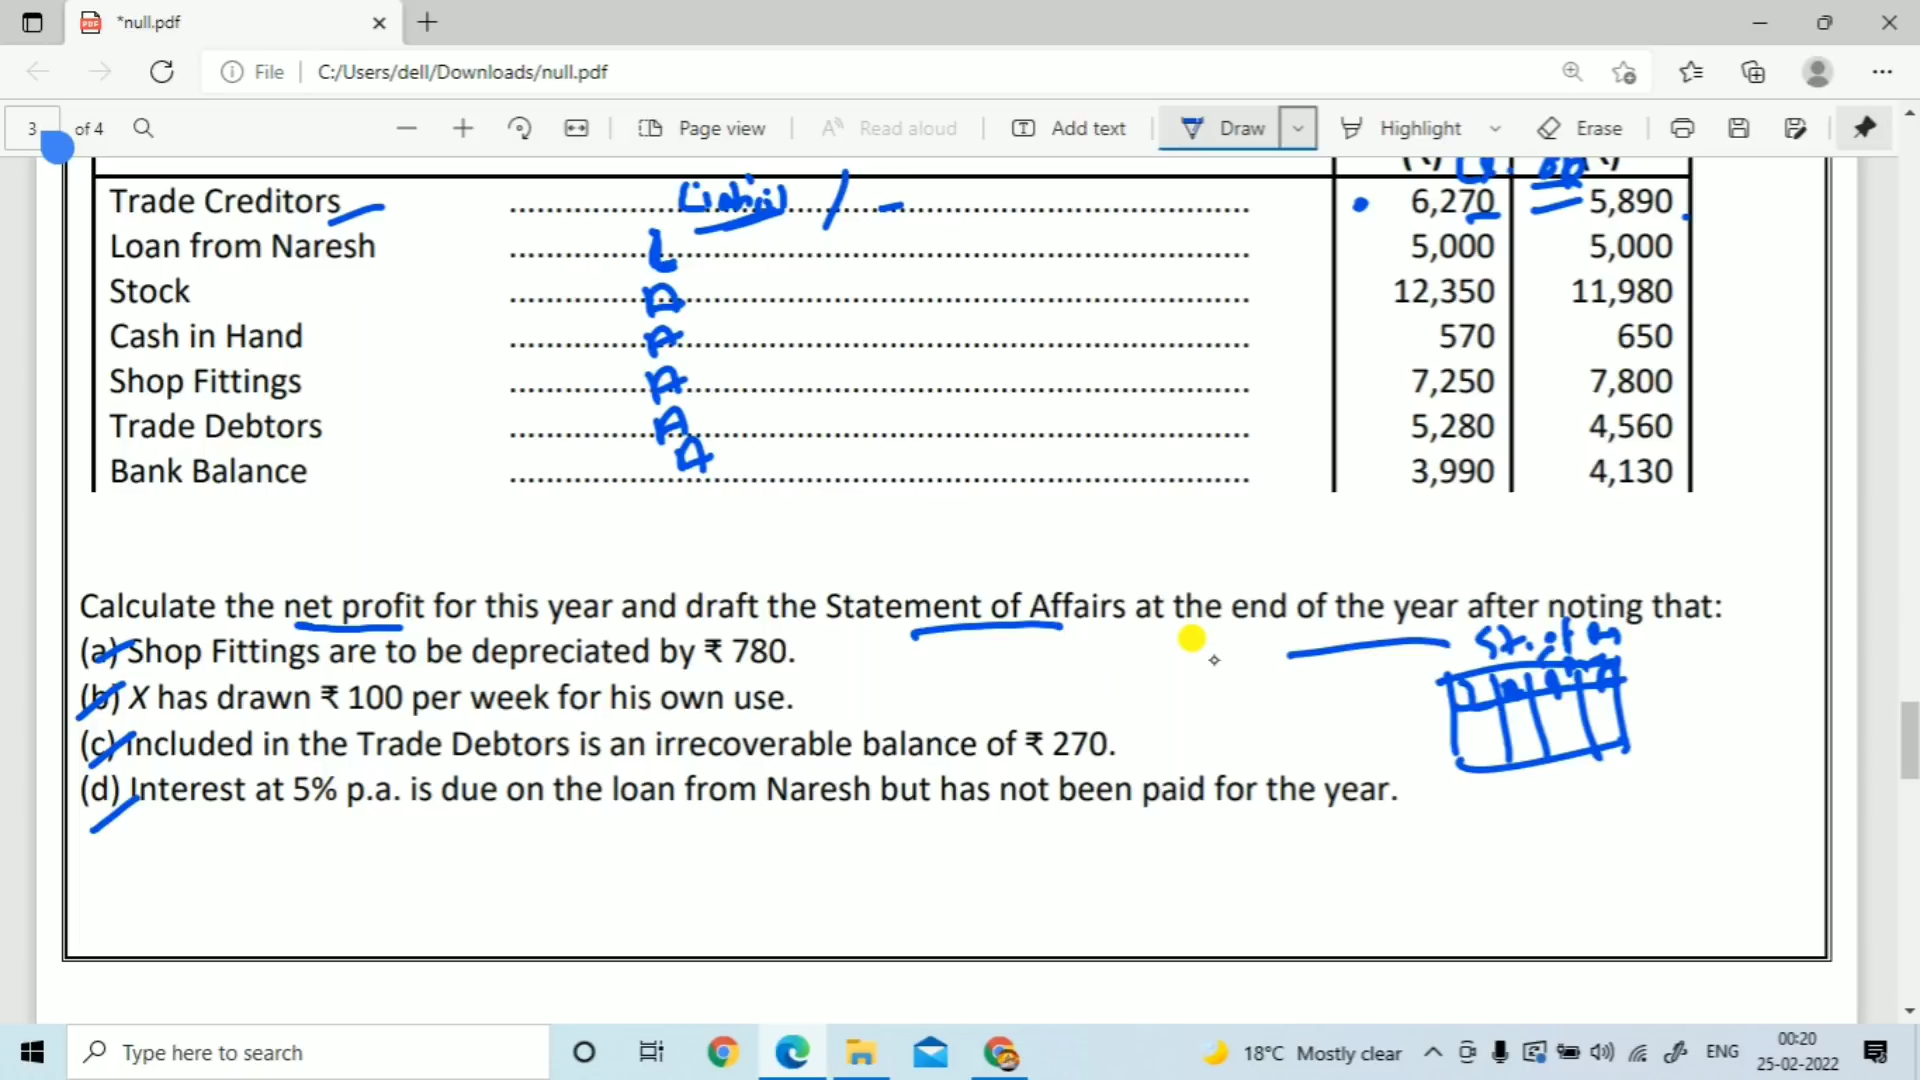 *null.pdf
File C:/Users/dell/Downloads/null.pdf
3 of 4 Page view Read aloud Add text Draw Highlight Erase
Trade Creditors ........ 6,270 5,890
Loan from Naresh L ........ 5,000 5,000
Stock A ........ 12,350 11,980
Cash in Hand A ........ 570 650
Shop Fittings A ........ 7,250 7,800
Trade Debtors A ........ 5,280 4,560
Bank Balance A ........ 3,990 4,130
Calculate the net profit for this year and draft the Statement of Affairs at the end of the year after noting that:
(a) Shop Fittings are to be depreciated by ₹ 780.
(b) X has drawn ₹ 100 per week for his own use.
(c) Included in the Trade Debtors is an irrecoverable balance of ₹ 270.
(d) Interest at 5% p.a. is due on the loan from Naresh but has not been paid for the year.
Type here to search
18°C Mostly clear
ENG
00:20
25-02-2022